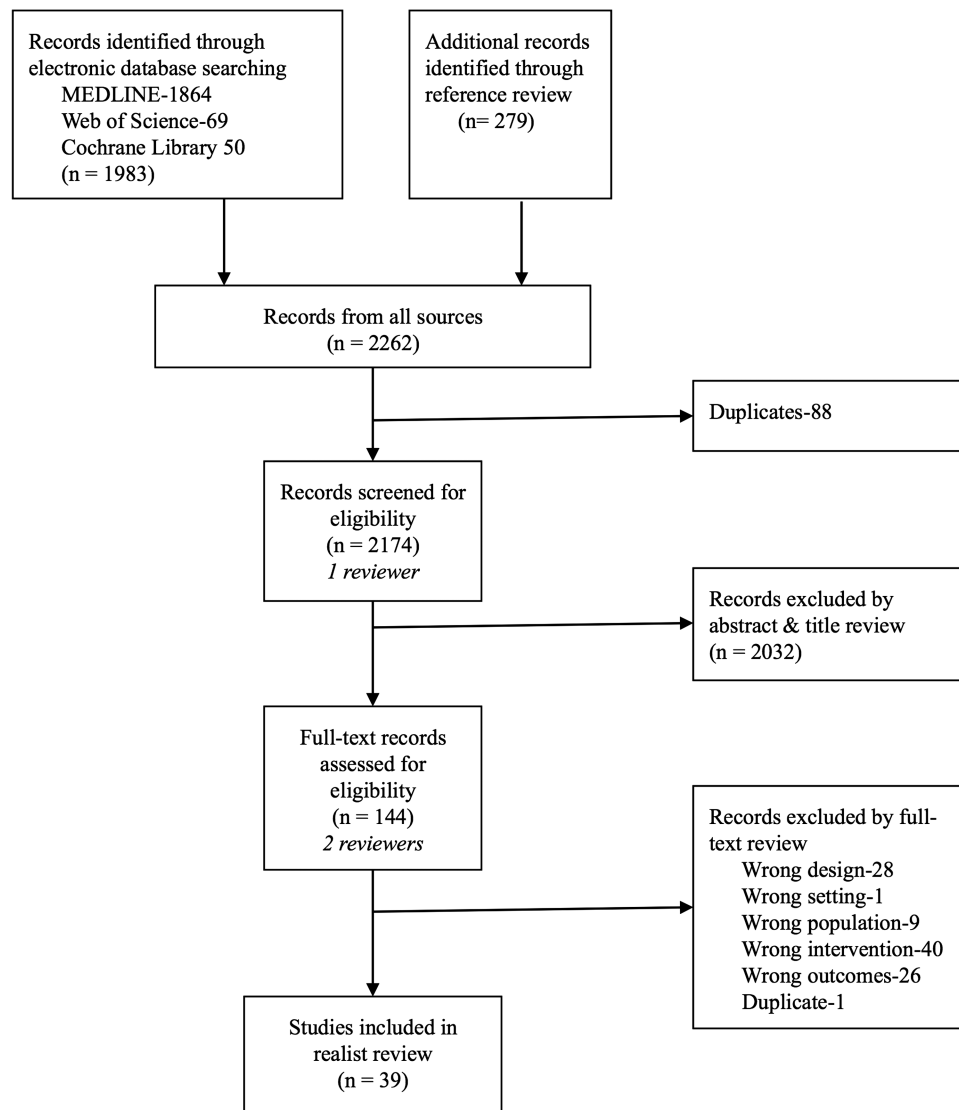 Records identified through
electronic database searching
MEDLINE-1864
Web of Science-69
Cochrane Library 50
(n = 1983)
Additional records
identified through
reference review
(n= 279)
Records from all sources
(n = 2262)
Duplicates-88
Records screened for
eligibility
(n = 2174)
1 reviewer
Records excluded by
abstract & title review
(n = 2032)
Full-text records
assessed for
eligibility
(n = 144)
2 reviewers
Records excluded by full-
text review
Wrong design-28
Wrong setting-1
Wrong population-9
Wrong intervention-40
Wrong outcomes-26
Duplicate-1
Studies included in
realist review
(n = 39)